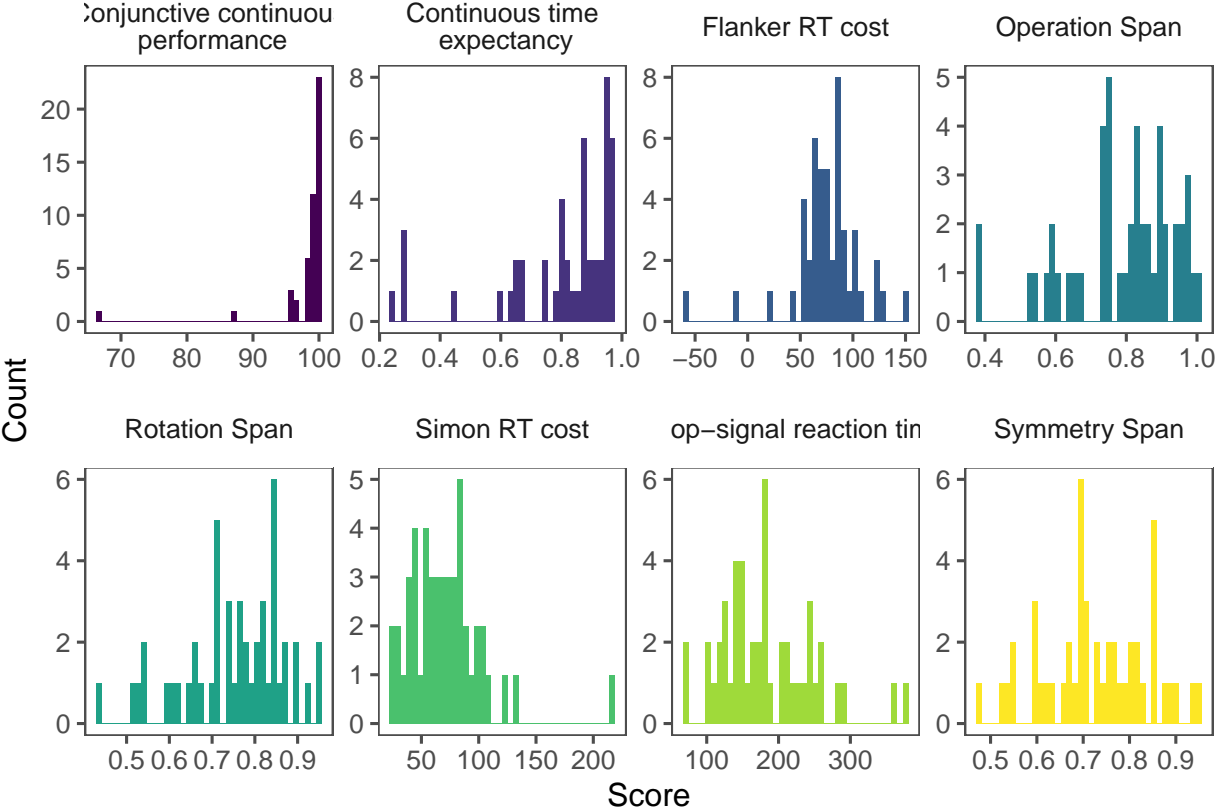 Conjunctive continuou
performance
Continuous time
expectancy
Flanker RT cost
Operation Span
20
15
10
5
0
70 80 90 100
8
6
4
2
0
0.2 0.4 0.6 0.8 1.0
8
6
4
2
0
−50 0 50 100 150
5
4
3
2
1
0
0.4 0.6 0.8 1.0
Count
Rotation Span
Simon RT cost
op−signal reaction tim
Symmetry Span
6
4
2
0
0.5 0.6 0.7 0.8 0.9
5
4
3
2
1
0
50 100 150 200
6
4
2
0
100 200 300
6
4
2
0
0.5 0.6 0.7 0.8 0.9
Score